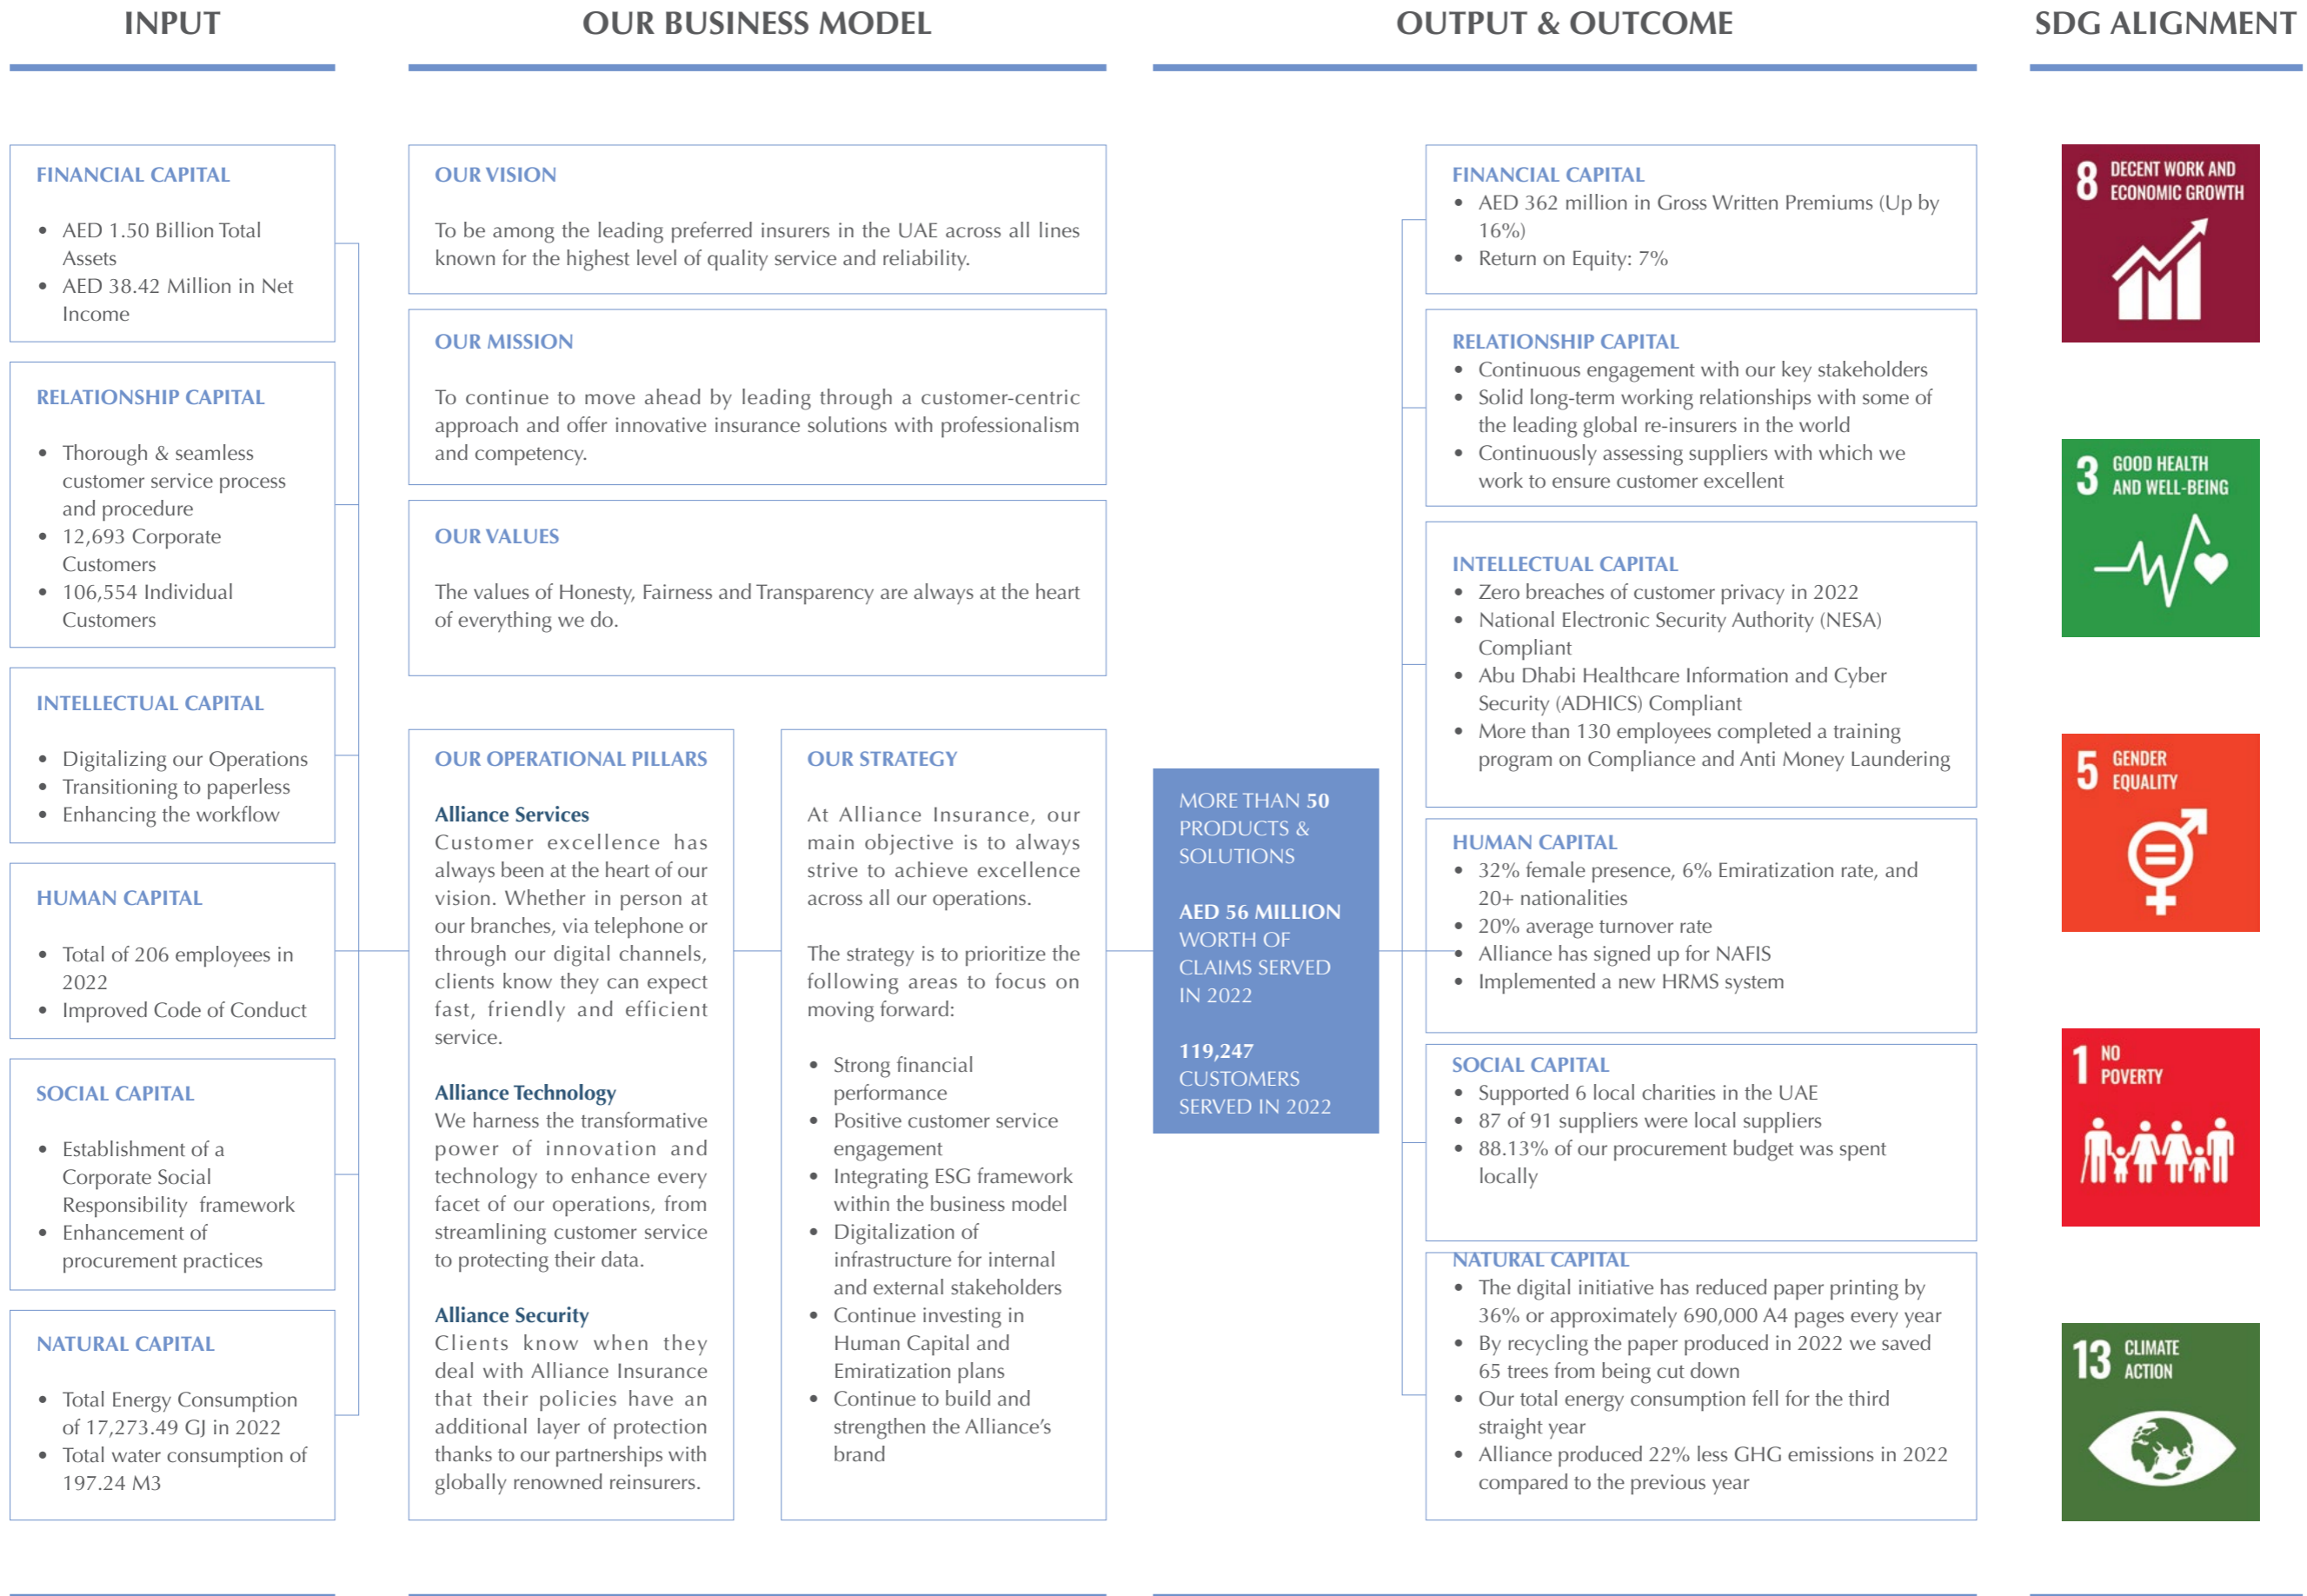 INPUT
OUR BUSINESS MODEL
OUTPUT & OUTCOME
SDG ALIGNMENT
FINANCIAL CAPITAL
• AED 1.50 Billion Total
Assets
• AED 38.42 Million in Net
Income
RELATIONSHIP CAPITAL
• Thorough & seamless
customer service process
and procedure
• 12,693 Corporate
Customers
• 106,554 Individual
Customers
INTELLECTUAL CAPITAL
• Digitalizing our Operations
• Transitioning to paperless
• Enhancing the workflow
HUMAN CAPITAL
• Total of 206 employees in
2022
• Improved Code of Conduct
SOCIAL CAPITAL
• Establishment of a
Corporate Social
Responsibility framework
• Enhancement of
procurement practices
NATURAL CAPITAL
• Total Energy Consumption
of 17,273.49 GJ in 2022
• Total water consumption of
197.24 M3
OUR VISION
To be among the leading preferred insurers in the UAE across all lines
known for the highest level of quality service and reliability.
OUR MISSION
To continue to move ahead by leading through a customer-centric
approach and offer innovative insurance solutions with professionalism
and competency.
OUR VALUES
The values of Honesty, Fairness and Transparency are always at the heart
of everything we do.
OUR OPERATIONAL PILLARS
Alliance Services
Customer excellence has
always been at the heart of our
vision. Whether in person at
our branches, via telephone or
through our digital channels,
clients know they can expect
fast, friendly and efficient
service.
Alliance Technology
We harness the transformative
power of innovation and
technology to enhance every
facet of our operations, from
streamlining customer service
to protecting their data.
Alliance Security
Clients know when they
deal with Alliance Insurance
that their policies have an
additional layer of protection
thanks to our partnerships with
globally renowned reinsurers.
OUR STRATEGY
At Alliance Insurance, our
main objective is to always
strive to achieve excellence
across all our operations.
The strategy is to prioritize the
following areas to focus on
moving forward:
• Strong financial
performance
• Positive customer service
engagement
• Integrating ESG framework
within the business model
• Digitalization of
infrastructure for internal
and external stakeholders
• Continue investing in
Human Capital and
Emiratization plans
• Continue to build and
strengthen the Alliance's
brand
MORE THAN 50
PRODUCTS &
SOLUTIONS
AED 56 MILLION
WORTH OF
CLAIMS SERVED
IN 2022
119,247
CUSTOMERS
SERVED IN 2022
FINANCIAL CAPITAL
• AED 362 million in Gross Written Premiums (Up by
16%)
• Return on Equity: 7%
RELATIONSHIP CAPITAL
• Continuous engagement with our key stakeholders
• Solid long-term working relationships with some of
the leading global re-insurers in the world
• Continuously assessing suppliers with which we
work to ensure customer excellent
INTELLECTUAL CAPITAL
• Zero breaches of customer privacy in 2022
• National Electronic Security Authority (NESA)
Compliant
• Abu Dhabi Healthcare Information and Cyber
Security (ADHICS) Compliant
• More than 130 employees completed a training
program on Compliance and Anti Money Laundering
HUMAN CAPITAL
• 32% female presence, 6% Emiratization rate, and
20+ nationalities
• 20% average turnover rate
• Alliance has signed up for NAFIS
• Implemented a new HRMS system
SOCIAL CAPITAL
• Supported 6 local charities in the UAE
• 87 of 91 suppliers were local suppliers
• 88.13% of our procurement budget was spent
locally
NATURAL CAPITAL
• The digital initiative has reduced paper printing by
36% or approximately 690,000 A4 pages every year
• By recycling the paper produced in 2022 we saved
65 trees from being cut down
• Our total energy consumption fell for the third
straight year
• Alliance produced 22% less GHG emissions in 2022
compared to the previous year
8 DECENT WORK AND
ECONOMIC GROWTH
3 GOOD HEALTH
AND WELL-BEING
5 GENDER
EQUALITY
1 NO
POVERTY
13 CLIMATE
ACTION